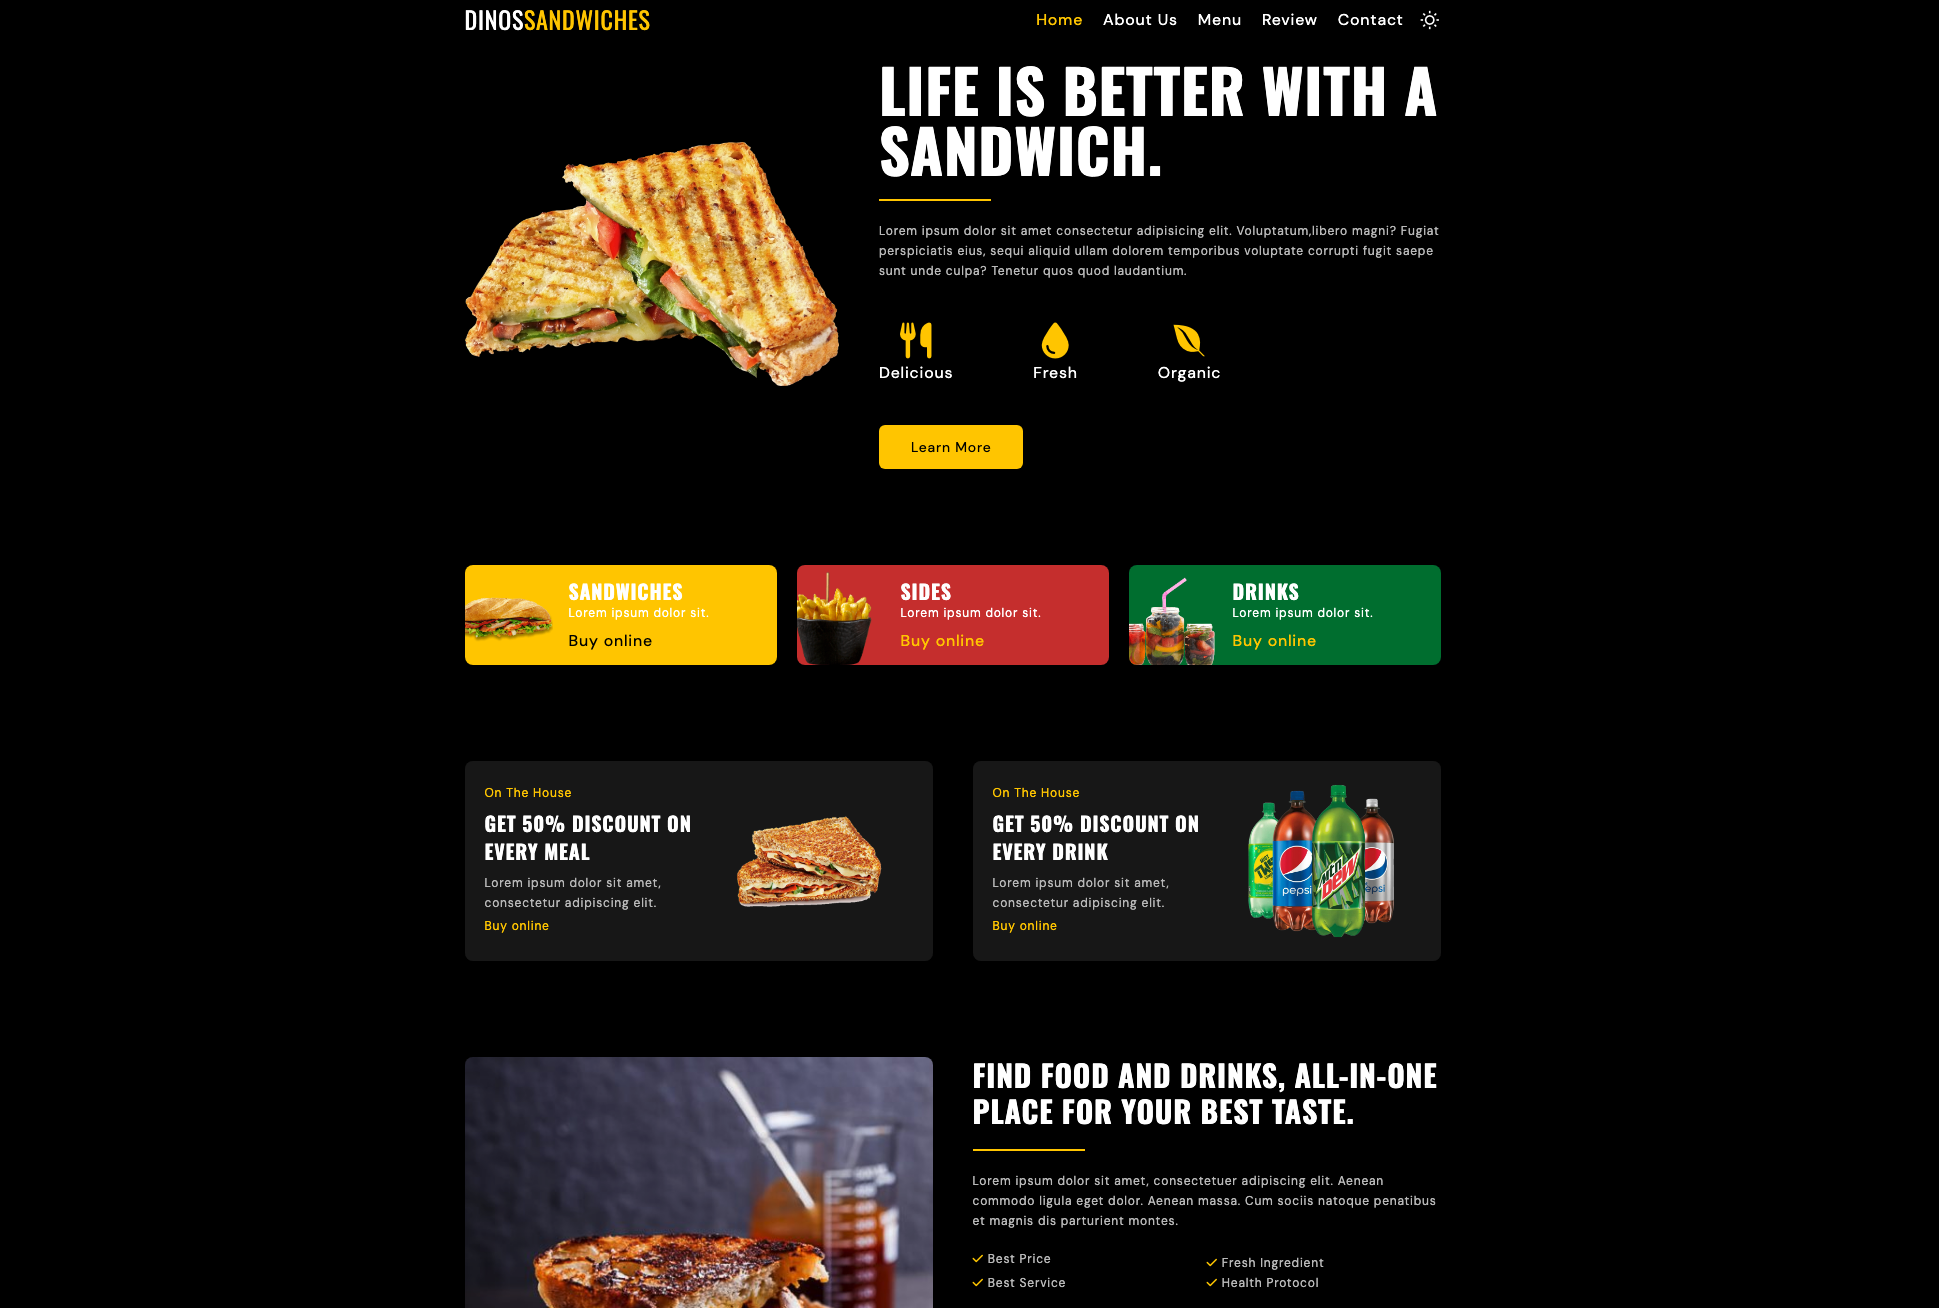 DINOSSANDWICHES
Home About Us Menu Review Contact
LIFE IS BETTER WITH A
SANDWICH.
Lorem ipsum dolor sit amet consectetur adipisicing elit. Voluptatum,libero magni? Fugiat
perspiciatis eius, sequi aliquid ullam dolorem temporibus voluptate corrupti fugit saepe
sunt unde culpa? Tenetur quos quod laudantium.
Delicious
Fresh
Organic
Learn More
SANDWICHES
Lorem ipsum dolor sit.
Buy online
SIDES
Lorem ipsum dolor sit.
Buy online
DRINKS
Lorem ipsum dolor sit.
Buy online
On The House
GET 50% DISCOUNT ON
EVERY MEAL
Lorem ipsum dolor sit amet,
consectetur adipiscing elit.
Buy online
On The House
GET 50% DISCOUNT ON
EVERY DRINK
Lorem ipsum dolor sit amet,
consectetur adipiscing elit.
Buy online
pepsi
DEW
FIND FOOD AND DRINKS, ALL-IN-ONE
PLACE FOR YOUR BEST TASTE.
Lorem ipsum dolor sit amet, consectetuer adipiscing elit. Aenean
commodo ligula eget dolor. Aenean massa. Cum sociis natoque penatibus
et magnis dis parturient montes.
Best Price
Fresh Ingredient
Best Service
Health Protocol